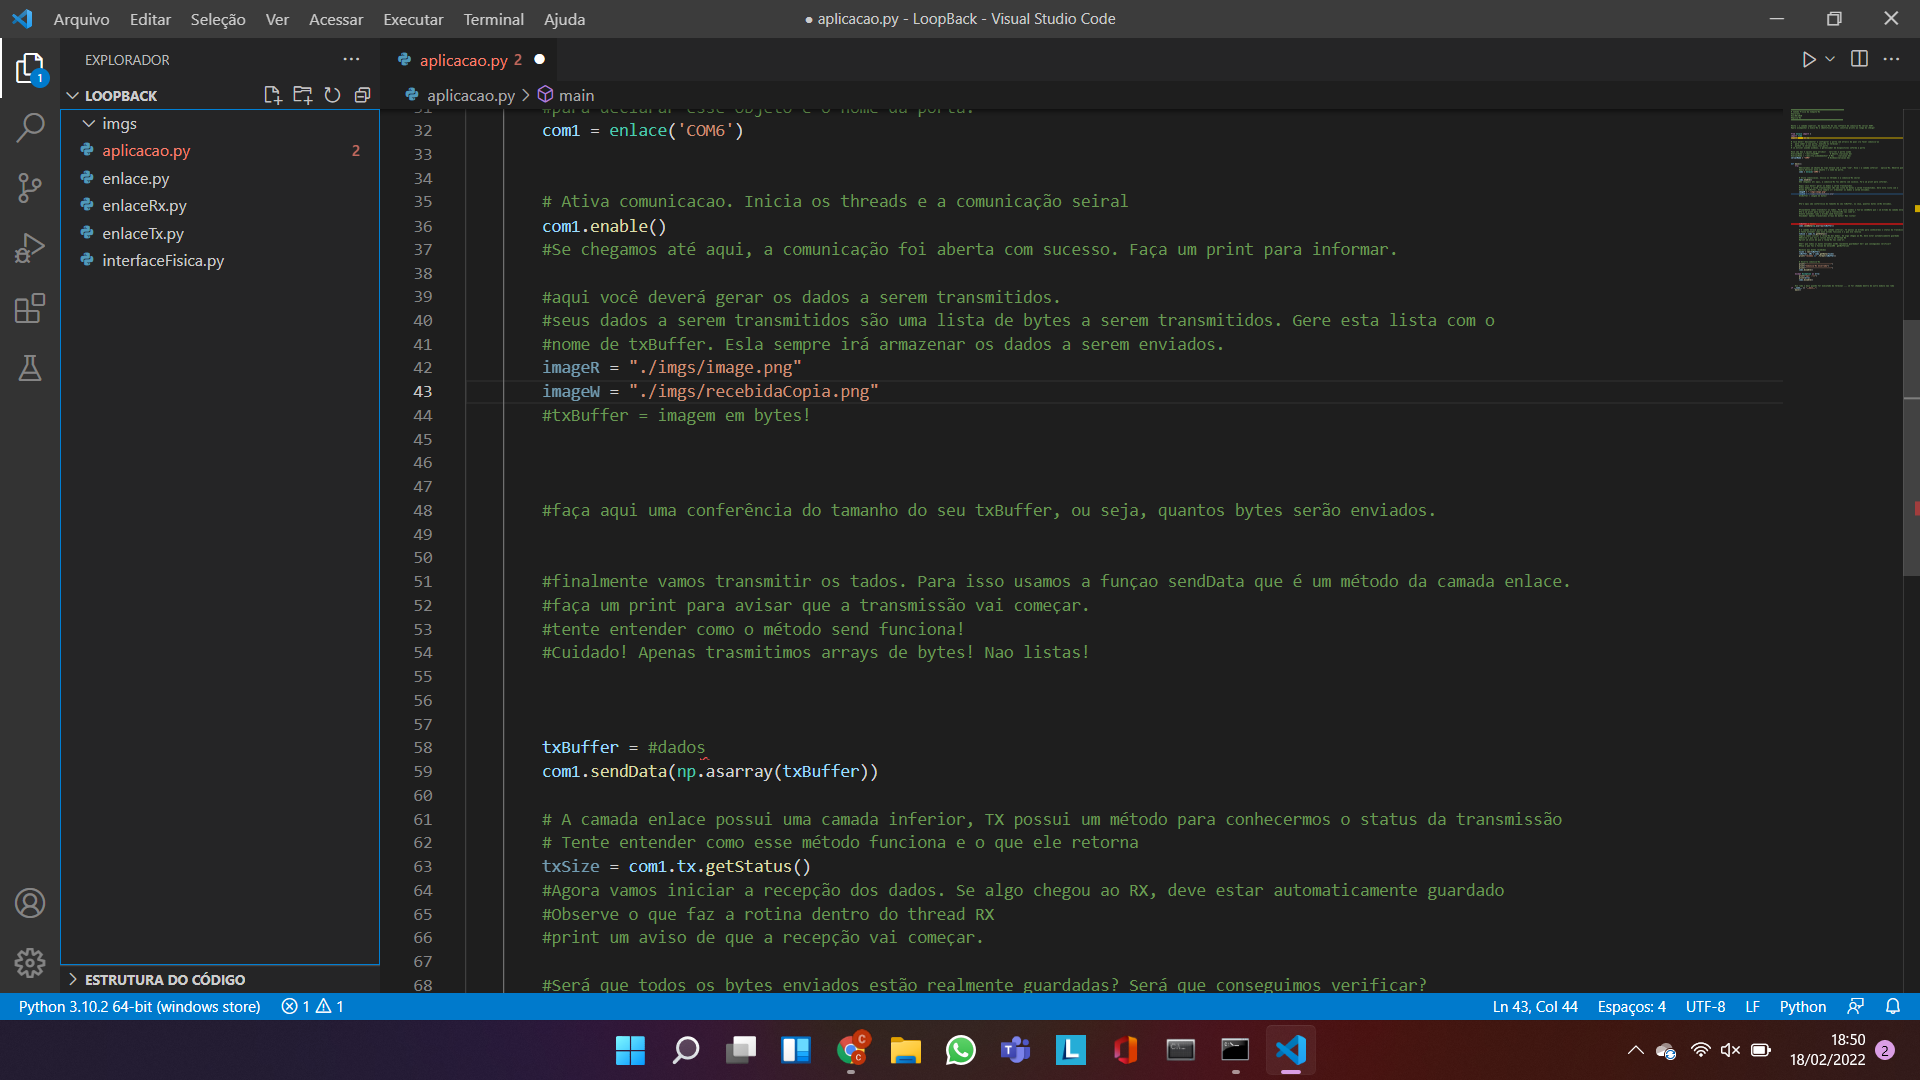 Arquivo Editar Seleção Ver Acessar Executar Terminal Ajuda
● aplicacao.py - LoopBack - Visual Studio Code
EXPLORADOR
aplicacao.py 2
LOOPBACK
aplicacao.py > main
1
imgs
aplicacao.py 2
enlace.py
enlaceRx.py
enlaceTx.py
interfaceFisica.py
31 #para declarar esse objeto é o nome da porta.
32 com1 = enlace('COM6')
33
34
35 # Ativa comunicacao. Inicia os threads e a comunicação seiral
36 com1.enable()
37 #Se chegamos até aqui, a comunicação foi aberta com sucesso. Faça um print para informar.
38
39 #aqui você deverá gerar os dados a serem transmitidos.
40 #seus dados a serem transmitidos são uma lista de bytes a serem transmitidos. Gere esta lista com o
41 #nome de txBuffer. Esla sempre irá armazenar os dados a serem enviados.
42 imageR = "./imgs/image.png"
43 imageW = "./imgs/recebidaCopia.png"
44 #txBuffer = imagem em bytes!
45
46
47
48 #faça aqui uma conferência do tamanho do seu txBuffer, ou seja, quantos bytes serão enviados.
49
50
51 #finalmente vamos transmitir os tados. Para isso usamos a funçao sendData que é um método da camada enlace.
52 #faça um print para avisar que a transmissão vai começar.
53 #tente entender como o método send funciona!
54 #Cuidado! Apenas trasmitimos arrays de bytes! Nao listas!
55
56
57
58 txBuffer = #dados
59 com1.sendData(np.asarray(txBuffer))
60
61 # A camada enlace possui uma camada inferior, TX possui um método para conhecermos o status da transmissão
62 # Tente entender como esse método funciona e o que ele retorna
63 txSize = com1.tx.getStatus()
64 #Agora vamos iniciar a recepção dos dados. Se algo chegou ao RX, deve estar automaticamente guardado
65 #Observe o que faz a rotina dentro do thread RX
66 #print um aviso de que a recepção vai começar.
67
68 #Será que todos os bytes enviados estão realmente guardadas? Será que conseguimos verificar?
ESTRUTURA DO CÓDIGO
Python 3.10.2 64-bit (windows store) 1 1
Ln 43, Col 44 Espaços: 4 UTF-8 LF Python
18:50
18/02/2022
2